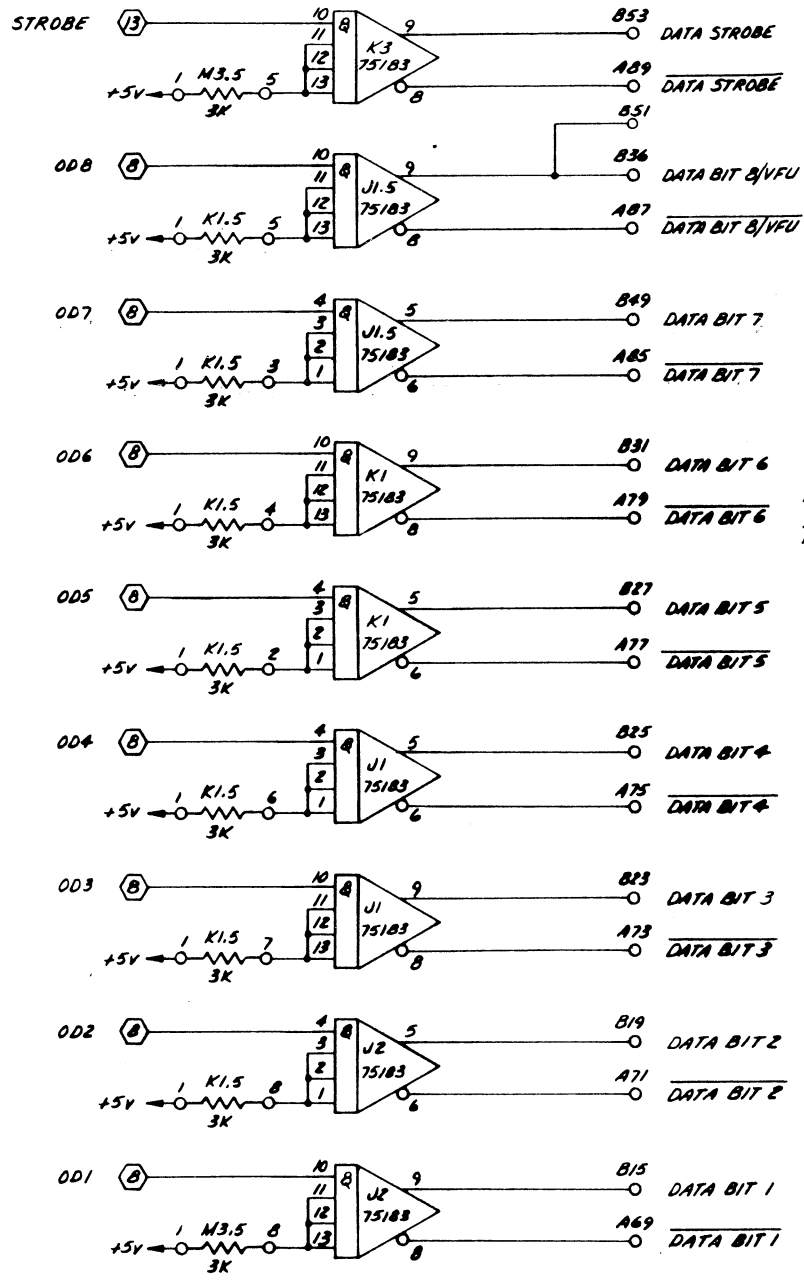 STROBE 13 10 & K3 75183 9 B53 DATA STROBE
11
12
+5V 1 M3.5 3K 5 13 8 A89 DATA STROBE
B51
OD8 8 10 & J1.5 75183 9 B36 DATA BIT 8/VFU
11
12
+5V 1 K1.5 3K 5 13 8 A87 DATA BIT 8/VFU
OD7 8 4 & J1.5 75183 5 B49 DATA BIT 7
3
2
+5V 1 K1.5 3K 3 1 6 A85 DATA BIT 7
OD6 8 10 & K1 75183 9 B31 DATA BIT 6
11
12
+5V 1 K1.5 3K 4 13 8 A79 DATA BIT 6
OD5 8 4 & K1 75183 5 B27 DATA BIT 5
3
2
+5V 1 K1.5 3K 2 1 6 A77 DATA BIT 5
OD4 8 4 & J1 75183 5 B25 DATA BIT 4
3
2
+5V 1 K1.5 3K 6 1 6 A75 DATA BIT 4
OD3 8 10 & J1 75183 9 B23 DATA BIT 3
11
12
+5V 1 K1.5 3K 7 13 8 A73 DATA BIT 3
OD2 8 4 & J2 75183 5 B19 DATA BIT 2
3
2
+5V 1 K1.5 3K 8 1 6 A71 DATA BIT 2
OD1 8 10 & J2 75183 9 B15 DATA BIT 1
11
12
+5V 1 M3.5 3K 8 13 8 A69 DATA BIT 1